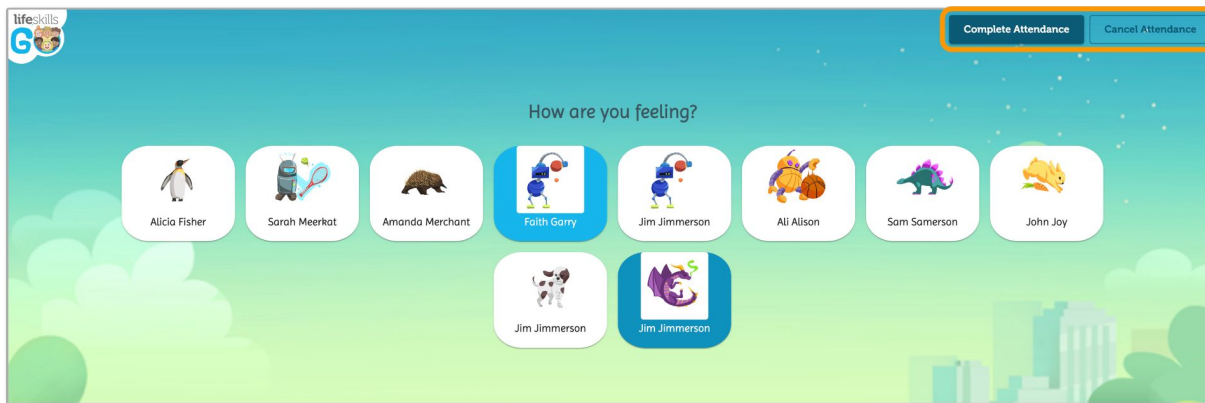 lifeskills
GO
Complete Attendance
Cancel Attendance
How are you feeling?
Alicia Fisher
Sarah Meerkat
Amanda Merchant
Faith Garry
Jim Jimmerson
Ali Alison
Sam Samerson
John Joy
Jim Jimmerson
Jim Jimmerson